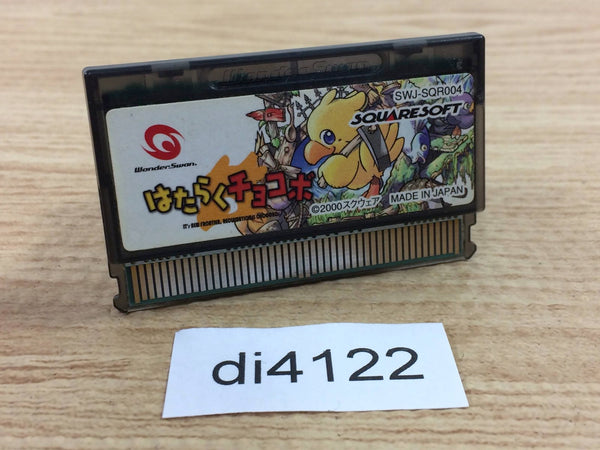 WonderSwan
SWJ-SQR004
SQUARESOFT
WonderSwan.
はたらくチョコボ
©2000スクウェア
MADE IN JAPAN
di4122